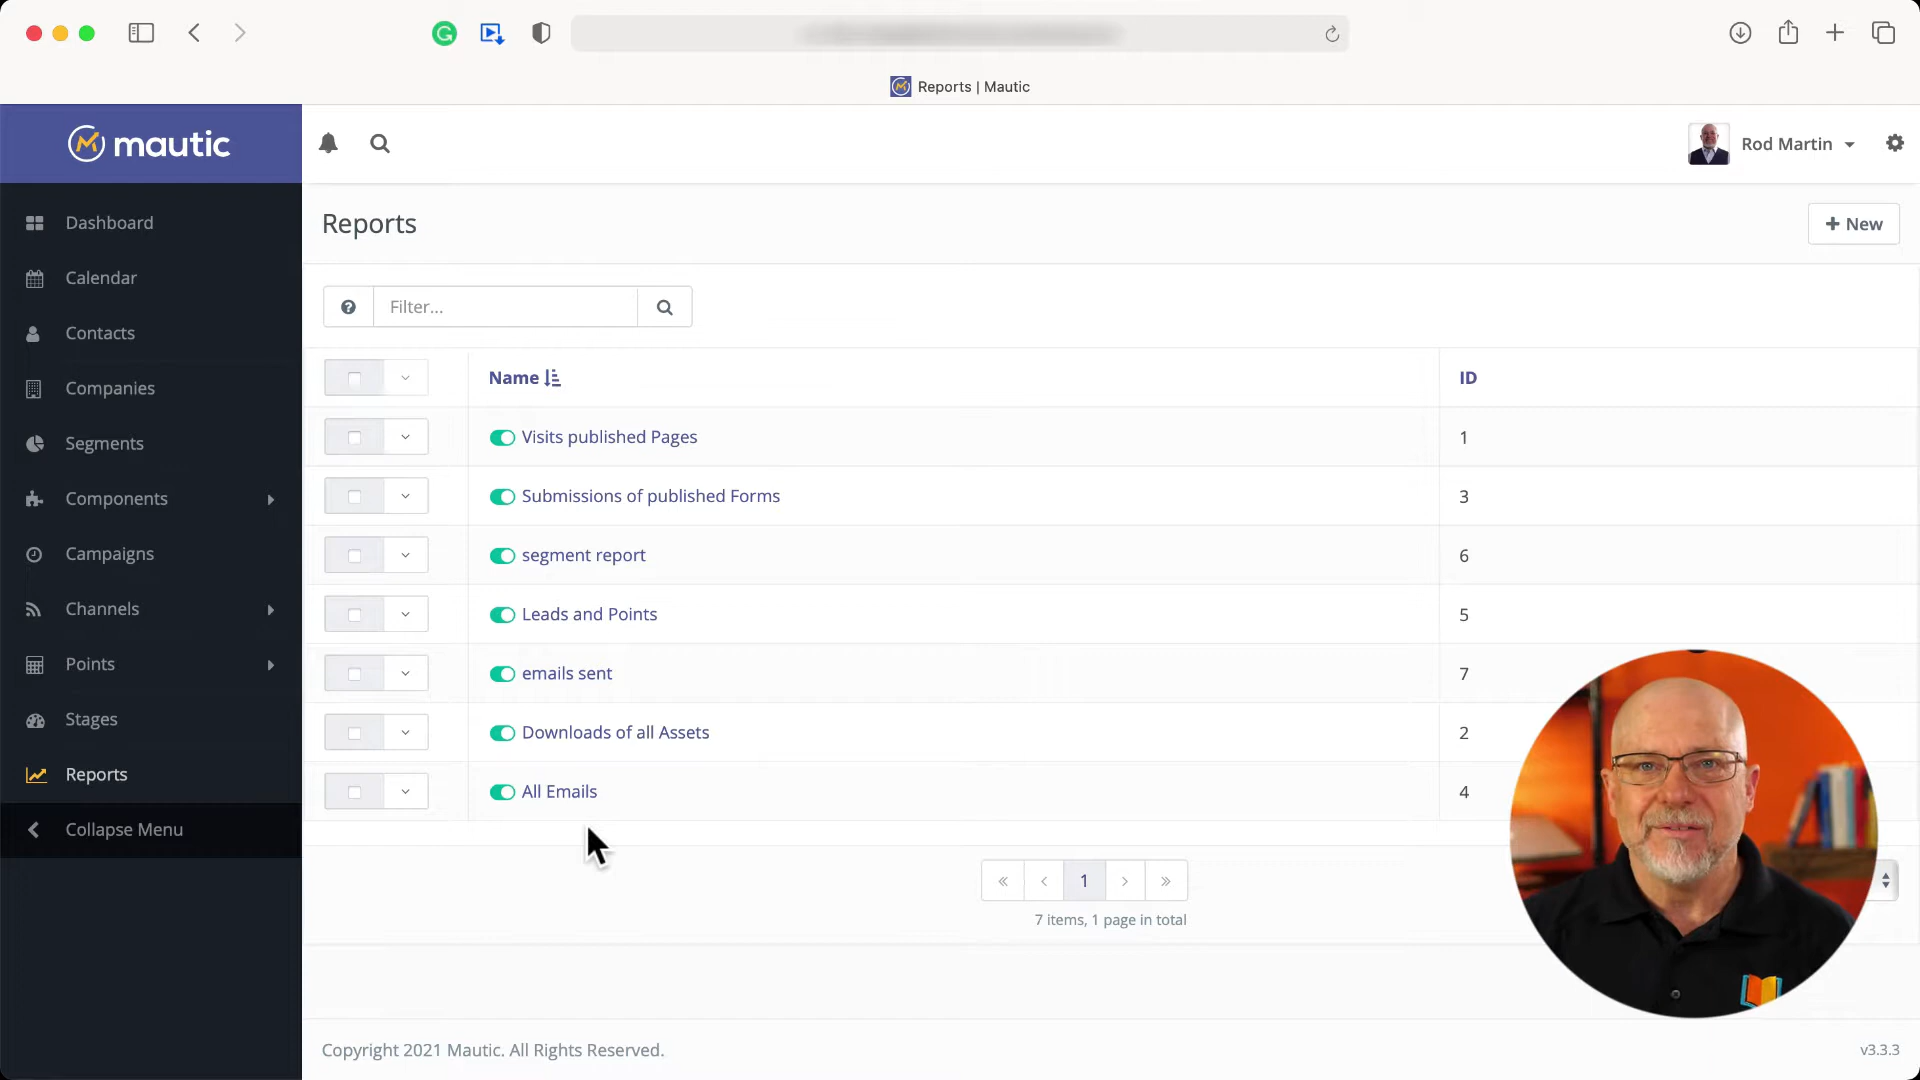 Reports | Mautic
mautic
Rod Martin
Dashboard
Calendar
Contacts
Companies
Segments
Components
Campaigns
Channels
Points
Stages
Reports
Collapse Menu
Reports
+ New
Filter...
Name ID
Visits published Pages 1
Submissions of published Forms 3
segment report 6
Leads and Points 5
emails sent 7
Downloads of all Assets 2
All Emails 4
« ‹ 1 › »
7 items, 1 page in total
Copyright 2021 Mautic. All Rights Reserved.
v3.3.3